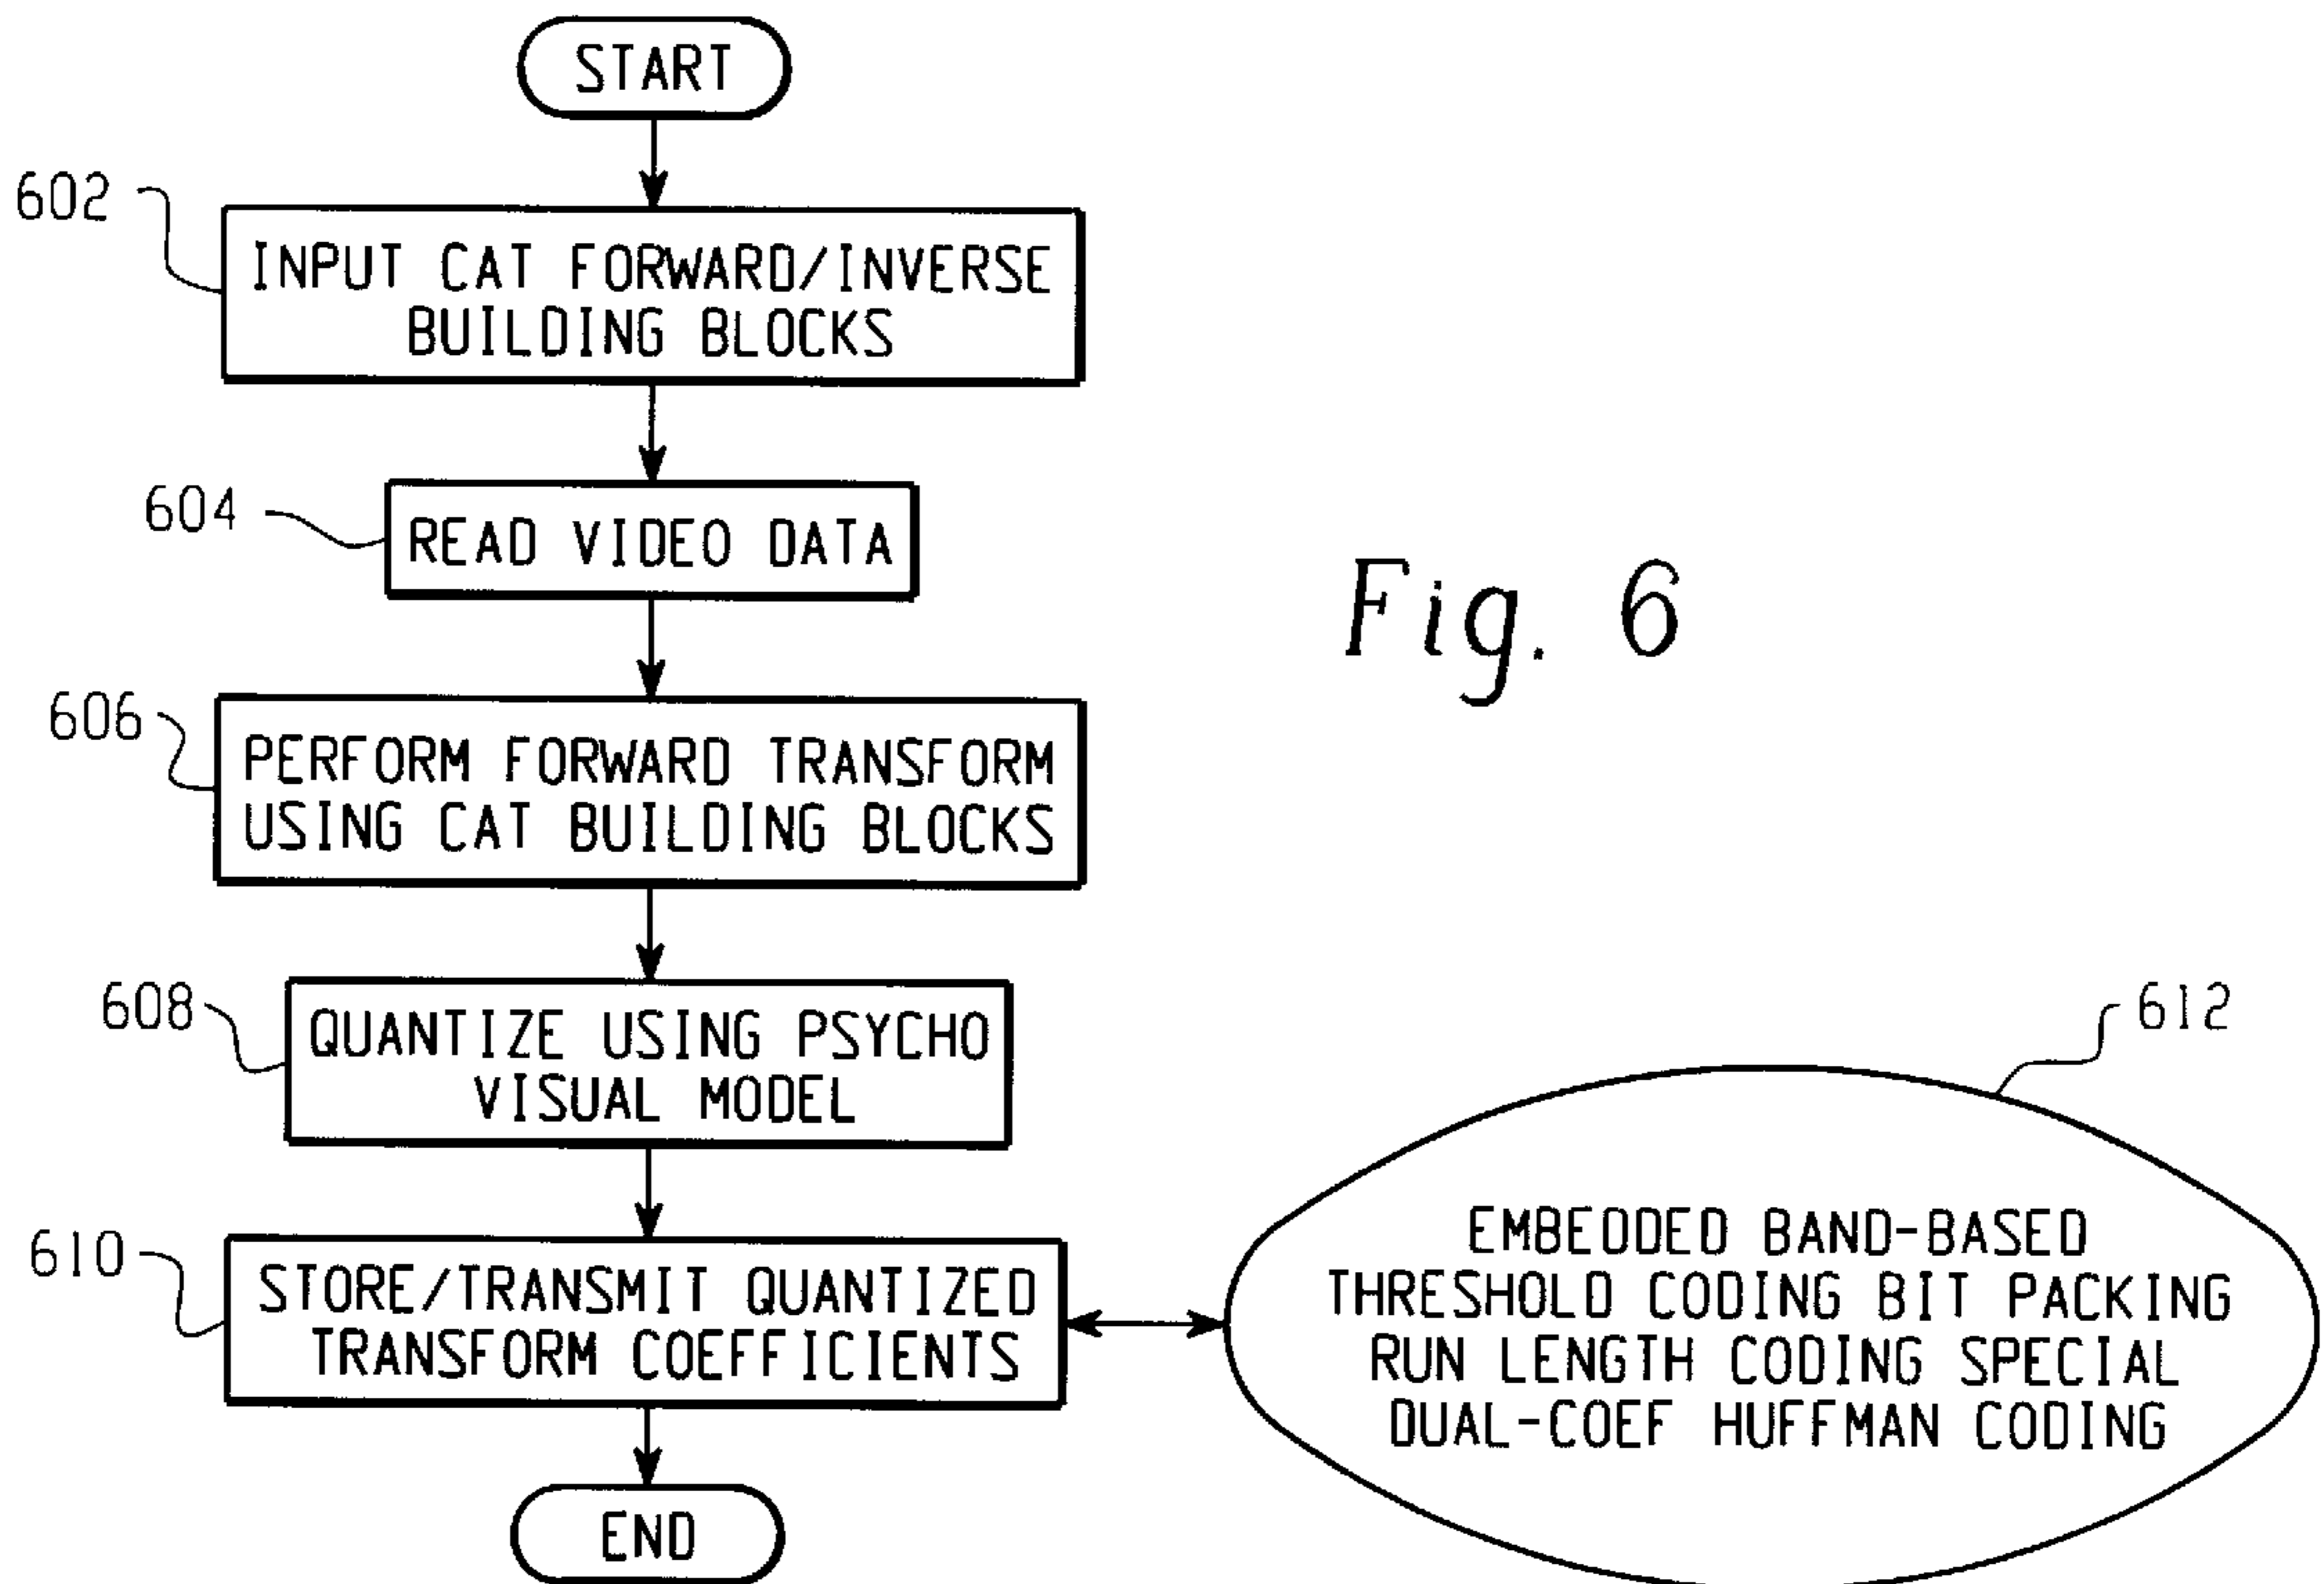 START
602
INPUT CAT FORWARD/INVERSE
BUILDING BLOCKS
604
READ VIDEO DATA
Fig. 6
606
PERFORM FORWARD TRANSFORM
USING CAT BUILDING BLOCKS
608
QUANTIZE USING PSYCHO
VISUAL MODEL
610
STORE/TRANSMIT QUANTIZED
TRANSFORM COEFFICIENTS
612
EMBEDDED BAND-BASED
THRESHOLD CODING BIT PACKING
RUN LENGTH CODING SPECIAL
DUAL-COEF HUFFMAN CODING
END